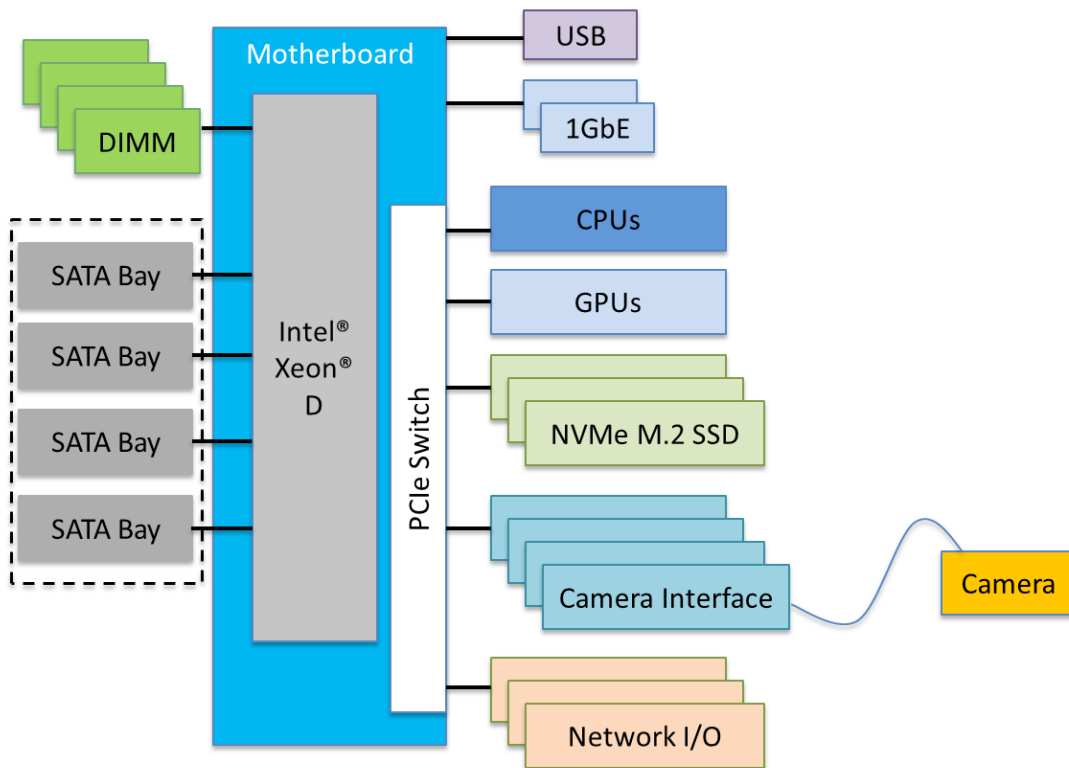 Motherboard
USB
1GbE
DIMM
CPUs
SATA Bay
GPUs
SATA Bay
Intel®
Xeon®
D
PCIe Switch
NVMe M.2 SSD
SATA Bay
SATA Bay
Camera Interface
Camera
Network I/O